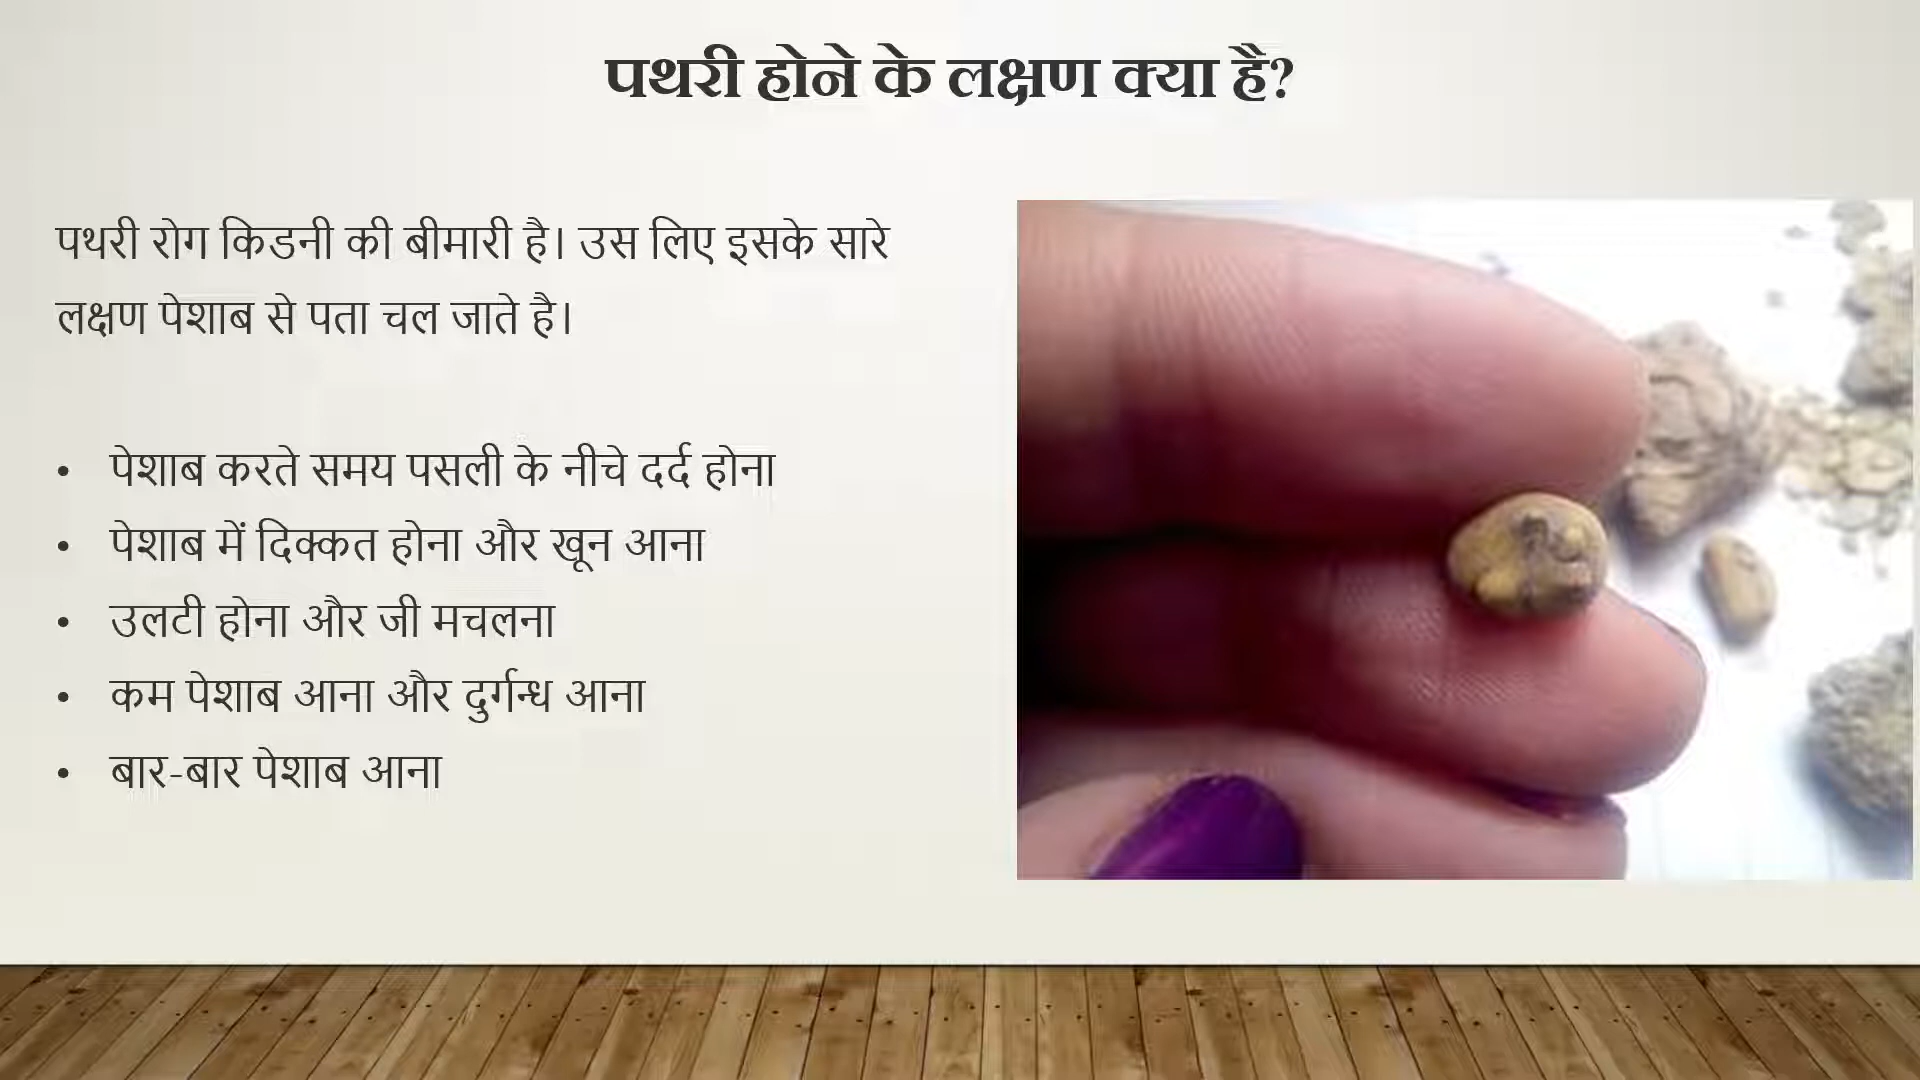 पथरी होने के लक्षण क्या है?
पथरी रोग किडनी की बीमारी है। उस लिए इसके सारे
लक्षण पेशाब से पता चल जाते है।
• पेशाब करते समय पसली के नीचे दर्द होना
• पेशाब में दिक्कत होना और खून आना
• उलटी होना और जी मचलना
• कम पेशाब आना और दुर्गन्ध आना
• बार-बार पेशाब आना